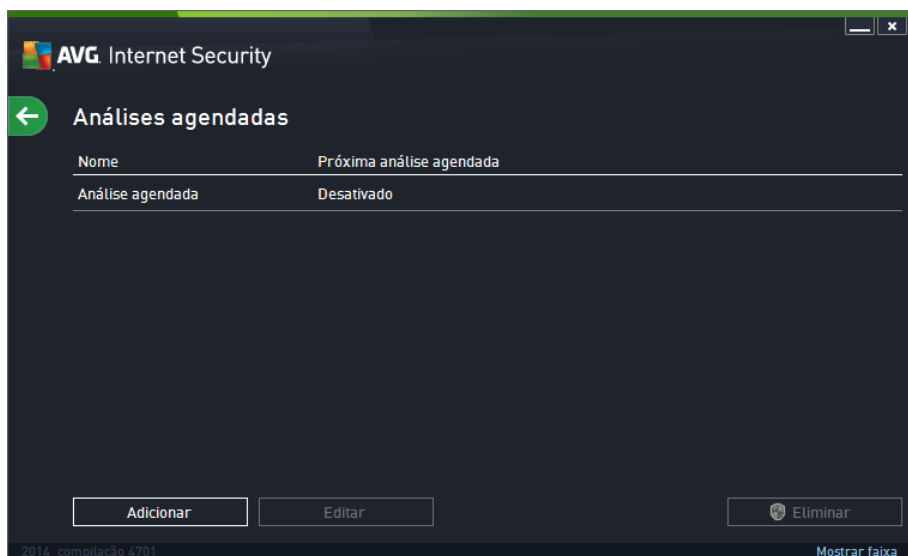 AVG. Internet Security
Análises agendadas
Nome Próxima análise agendada
Análise agendada Desativado
Adicionar Editar Eliminar
2014 compilação 4701 Mostrar faixa